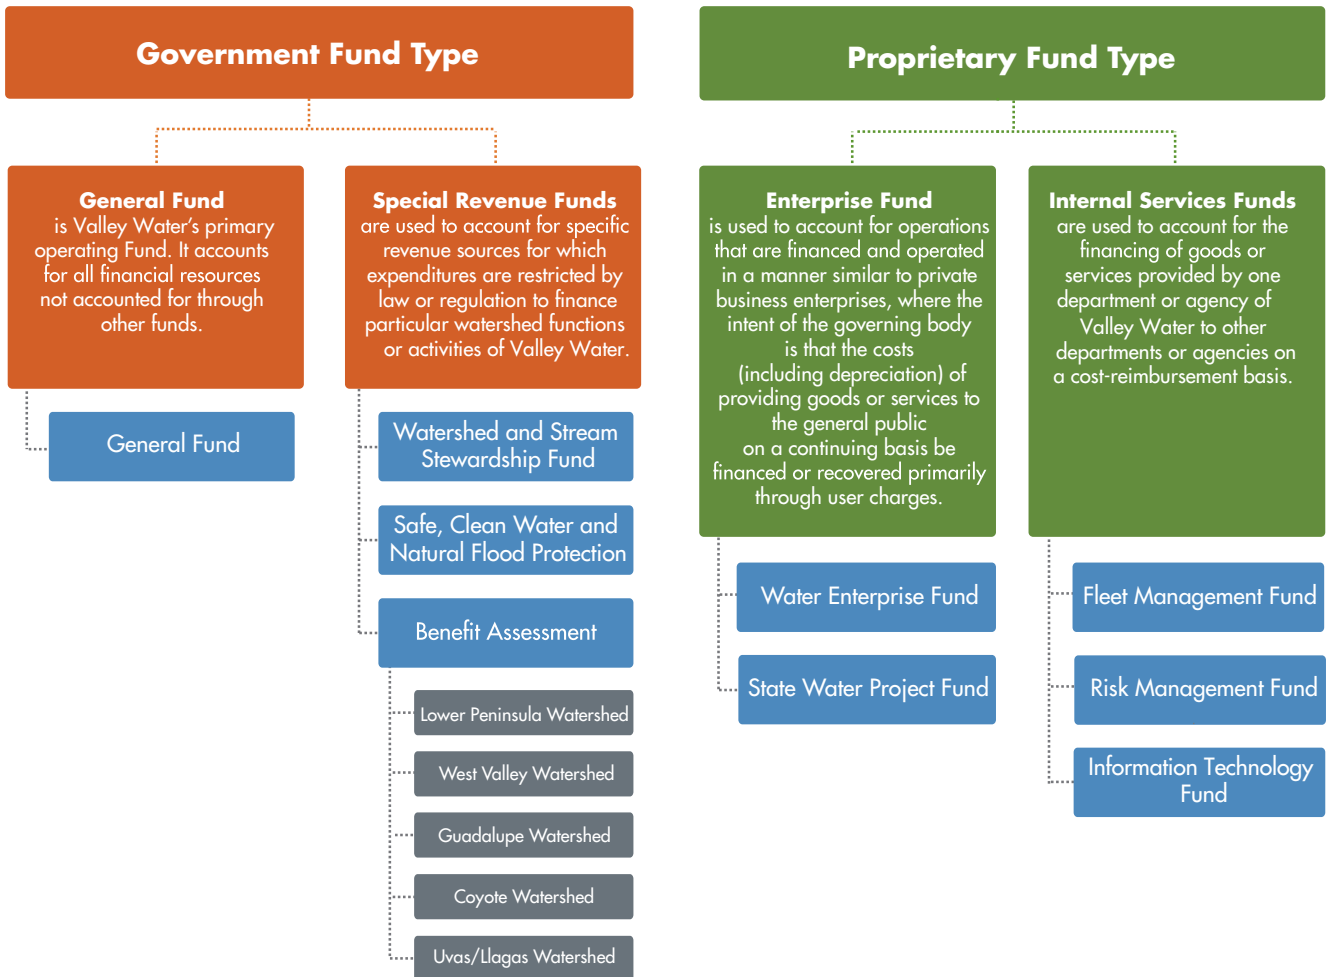 Government Fund Type
General Fund
is Valley Water's primary
operating Fund. It accounts
for all financial resources
not accounted for through
other funds.
General Fund
Special Revenue Funds
are used to account for specific
revenue sources for which
expenditures are restricted by
law or regulation to finance
particular watershed functions
or activities of Valley Water.
Watershed and Stream
Stewardship Fund
Safe, Clean Water and
Natural Flood Protection
Benefit Assessment
Lower Peninsula Watershed
West Valley Watershed
Guadalupe Watershed
Coyote Watershed
Uvas/Llagas Watershed
Proprietary Fund Type
Enterprise Fund
is used to account for operations
that are financed and operated
in a manner similar to private
business enterprises, where the
intent of the governing body
is that the costs
(including depreciation) of
providing goods or services to
the general public
on a continuing basis be
financed or recovered primarily
through user charges.
Water Enterprise Fund
State Water Project Fund
Internal Services Funds
are used to account for the
financing of goods or
services provided by one
department or agency of
Valley Water to other
departments or agencies on
a cost-reimbursement basis.
Fleet Management Fund
Risk Management Fund
Information Technology
Fund